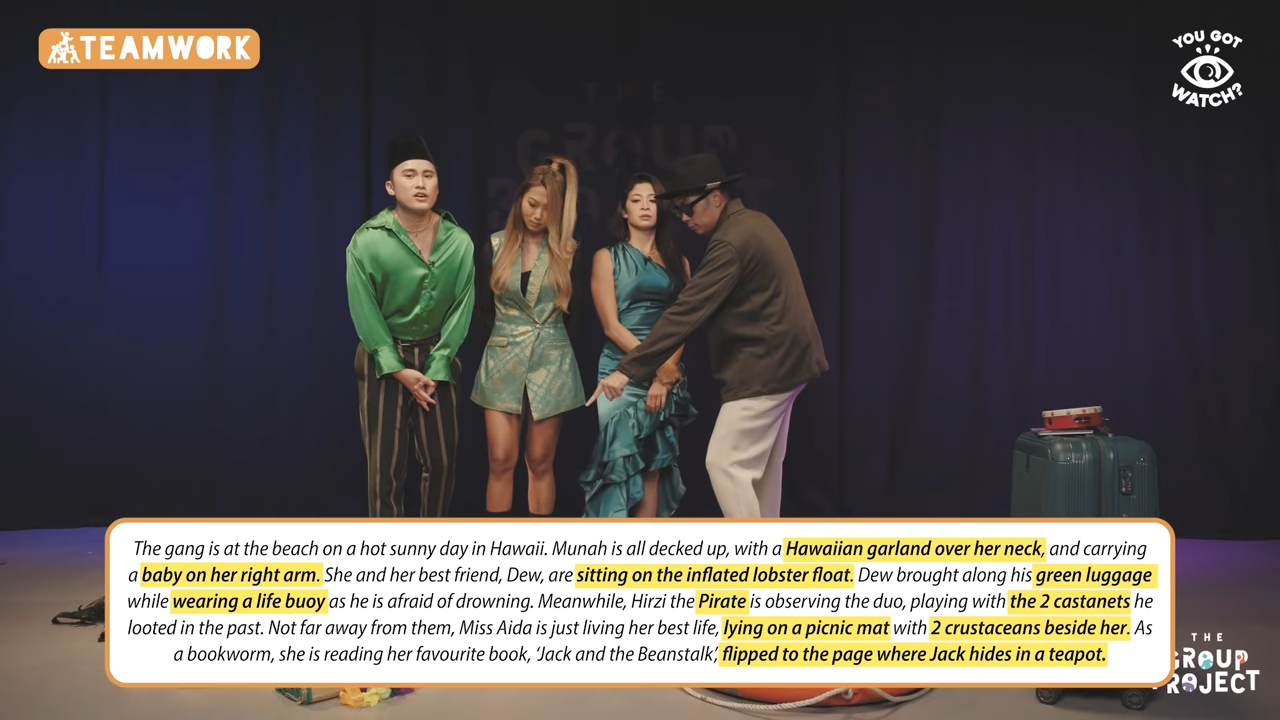 TEAMWORK
YOU GOT
WATCH?
THE
GROUP
The gang is at the beach on a hot sunny day in Hawaii. Munah is all decked up, with a Hawaiian garland over her neck, and carrying
a baby on her right arm. She and her best friend, Dew, are sitting on the inflated lobster float. Dew brought along his green luggage
while wearing a life buoy as he is afraid of drowning. Meanwhile, Hirzi the Pirate is observing the duo, playing with the 2 castanets he
looted in the past. Not far away from them, Miss Aida is just living her best life, lying on a picnic mat with 2 crustaceans beside her. As
a bookworm, she is reading her favourite book, ‘Jack and the Beanstalk’, flipped to the page where Jack hides in a teapot.
THE
GROUP
PROJECT